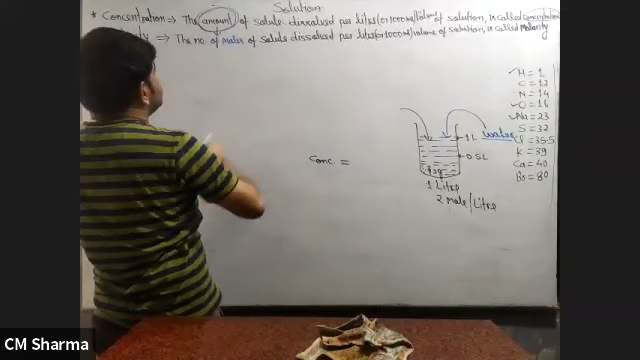 Solution
* Concentration ⇒ The amount of solute dissolved per litre (or 1000 ml) volume of solution, is called concentration
⇒ The no. of moles of solute dissolved per litre (or 1000 ml) volume of solution, is called Molarity
H = 1
C = 12
N = 14
O = 16
Na = 23
S = 32
Cl = 35.5
K = 39
Ca = 40
Br = 80
water
1L
0.5L
80g
1 Litre
2 mole/Litre
Conc. =
CM Sharma